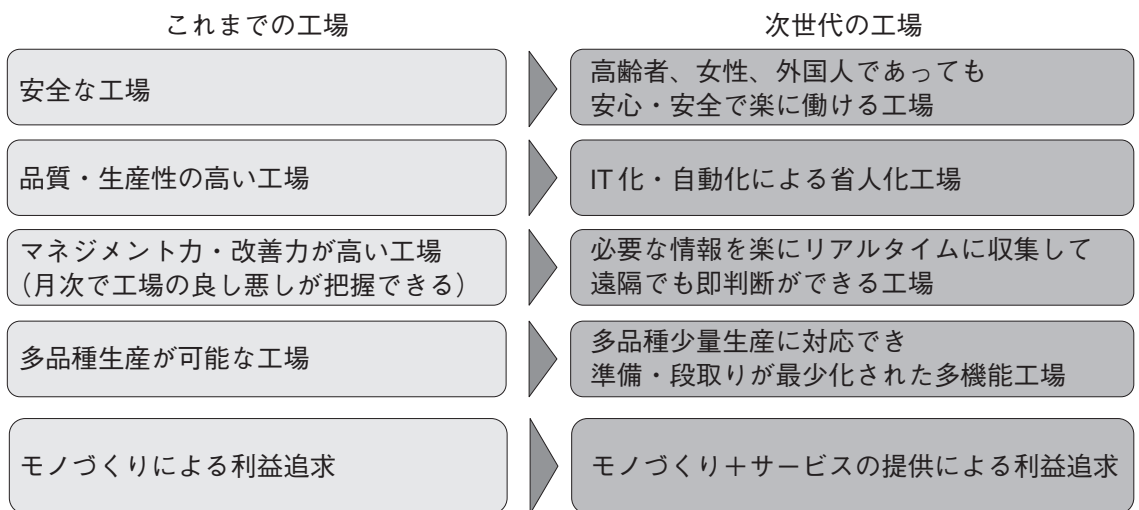 これまでの工場
次世代の工場
安全な工場
高齢者、女性、外国人であっても
安心・安全で楽に働ける工場
品質・生産性の高い工場
IT化・自動化による省人化工場
マネジメント力・改善力が高い工場
（月次で工場の良し悪しが把握できる）
必要な情報を楽にリアルタイムに収集して
遠隔でも即判断ができる工場
多品種生産が可能な工場
多品種少量生産に対応でき
準備・段取りが最少化された多機能工場
モノづくりによる利益追求
モノづくり＋サービスの提供による利益追求